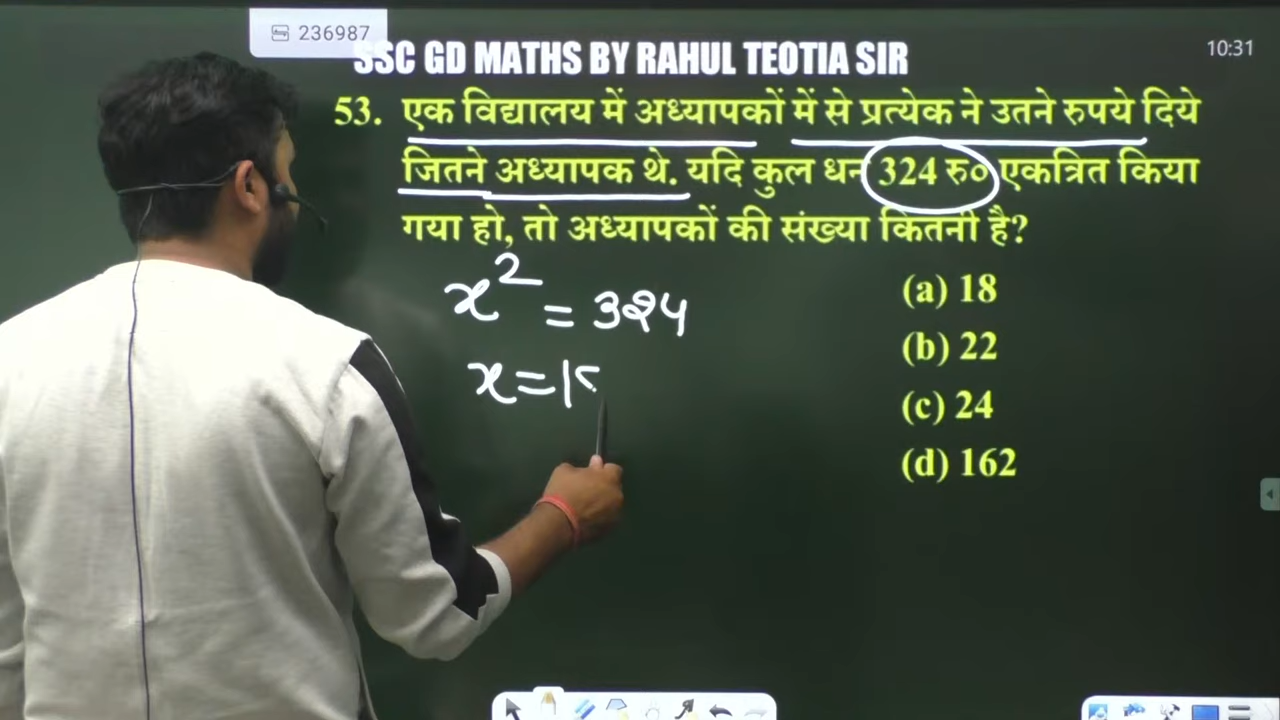 236987
SSC GD MATHS BY RAHUL TEOTIA SIR
10:31
53. एक विद्यालय में अध्यापकों में से प्रत्येक ने उतने रुपये दिये
जितने अध्यापक थे. यदि कुल धन 324 रु० एकत्रित किया
गया हो, तो अध्यापकों की संख्या कितनी है?
x² = 324
x=1
(a) 18
(b) 22
(c) 24
(d) 162